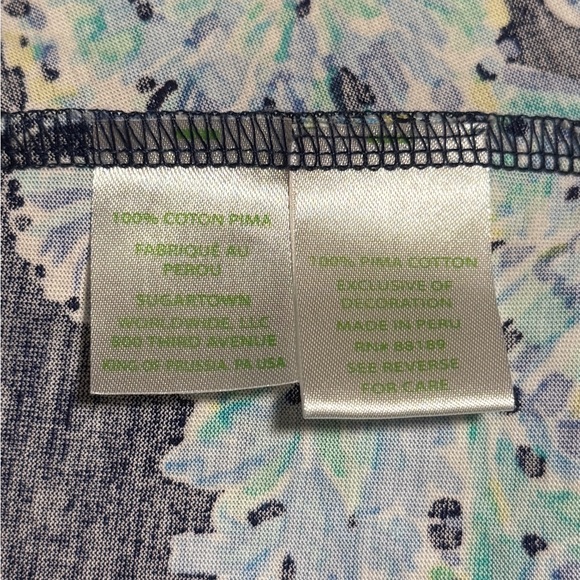 100% COTON PIMA
FABRIQUÉ AU
PEROU
SUGARTOWN
WORLDWIDE, LLC
800 THIRD AVENUE
KING OF PRUSSIA, PA USA
100% PIMA COTTON
EXCLUSIVE OF
DECORATION
MADE IN PERU
RN# 88189
SEE REVERSE
FOR CARE